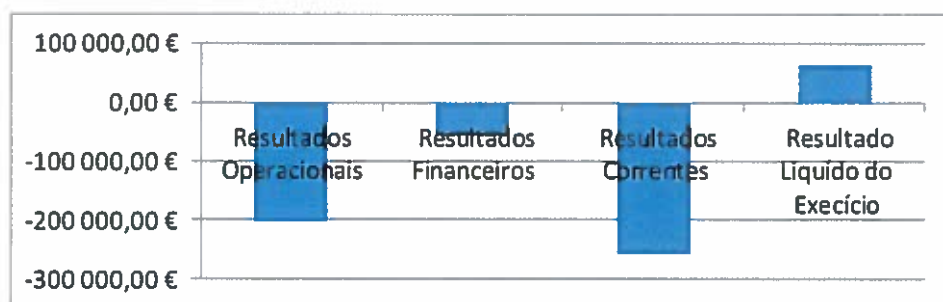 100 000,00 €
0,00 €
-100 000,00 €
-200 000,00 €
-300 000,00 €
Resultados
Operacionais
Resultados
Financeiros
Resultados
Correntes
Resultado
Liquído do
Execício